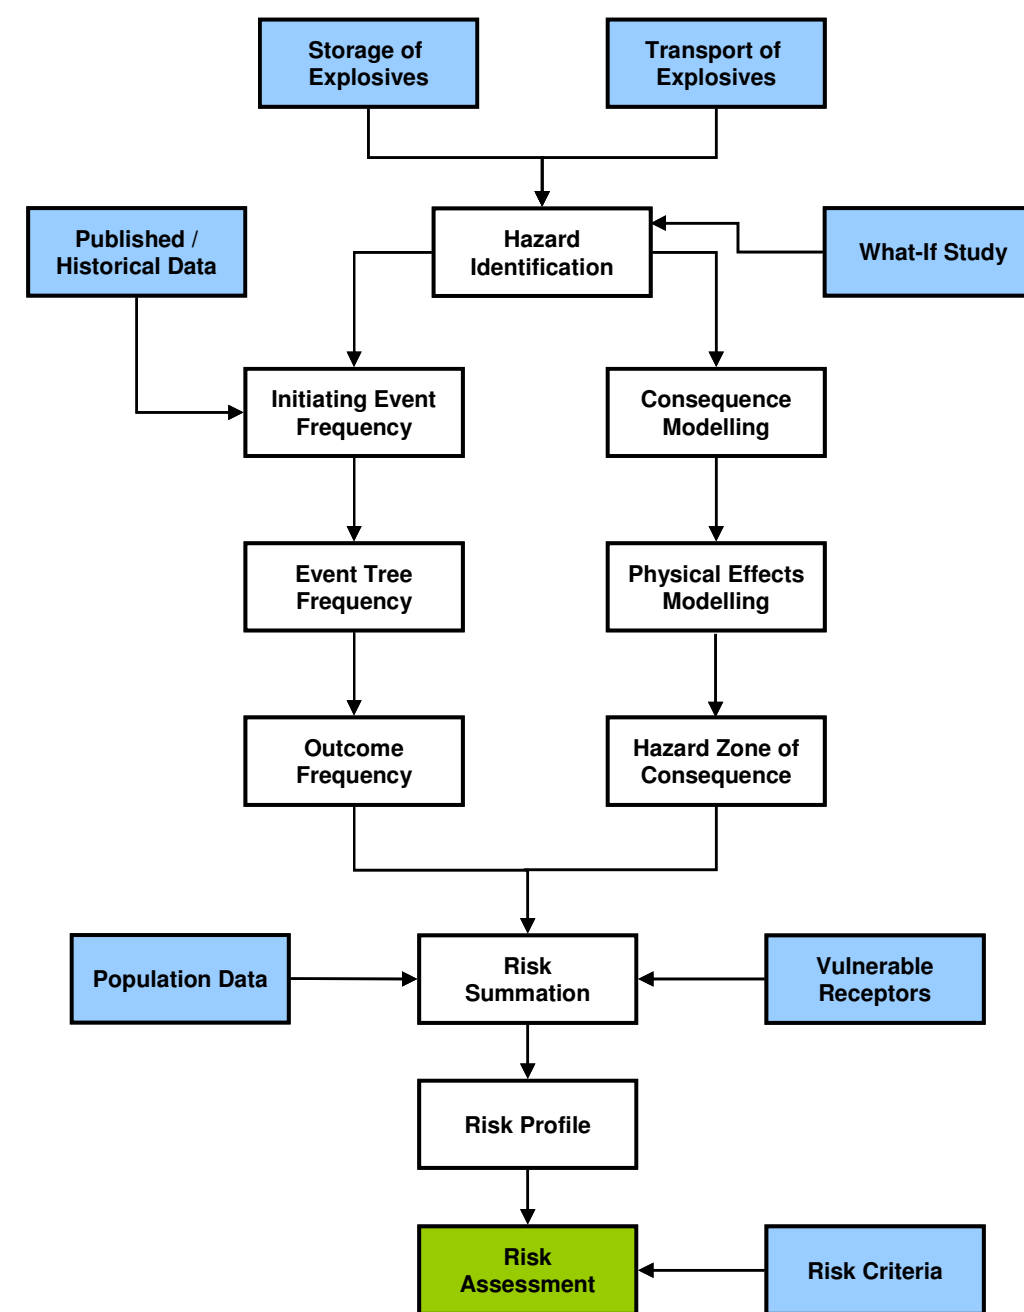 Storage of
Explosives
Transport of
Explosives
Published /
Historical Data
Hazard
Identification
What-If Study
Initiating Event
Frequency
Consequence
Modelling
Event Tree
Frequency
Physical Effects
Modelling
Outcome
Frequency
Hazard Zone of
Consequence
Population Data
Risk
Summation
Vulnerable
Receptors
Risk Profile
Risk
Assessment
Risk Criteria